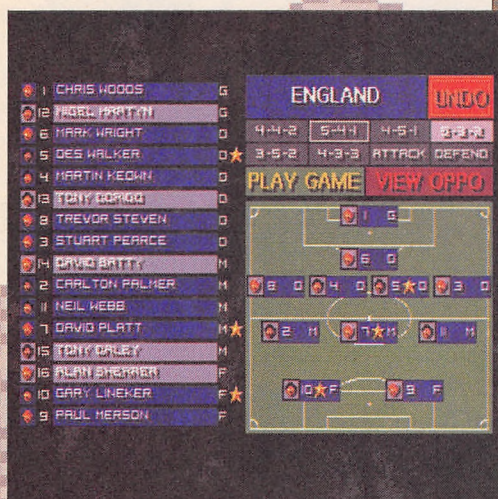 1 CHRIS WOODS G
12 NIGEL MARTYN G
6 MARK WRIGHT D
5 DES WALKER D
4 MARTIN KEOWN D
13 TONY DORIGO D
8 TREVOR STEVEN D
3 STUART PEARCE D
14 DAVID BATTY M
2 CARLTON PALMER M
11 NEIL WEBB M
7 DAVID PLATT M
15 TONY DALEY M
16 ALAN SHEARER F
10 GARY LINEKER F
9 PAUL MERSON F
ENGLAND UNDO
4-4-2 5-4-1 4-5-1 5-3-2
3-5-2 4-3-3 ATTACK DEFEND
PLAY GAME VIEW OPPO
1 G
6 D
8 D 4 D 5 D 3 D
2 M 7 M 11 M
10 F 9 F